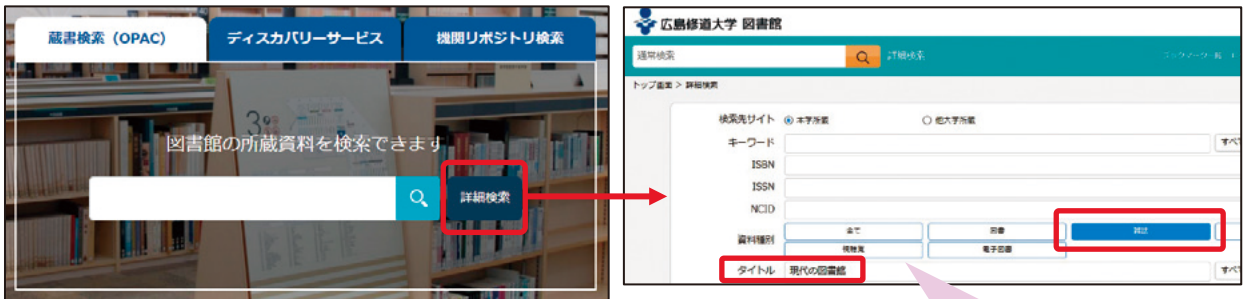 蔵書検索（OPAC）
ディスカバリーサービス
機関リポジトリ検索
3階
図書館の所蔵資料を検索できます
詳細検索
広島修道大学 図書館
通常検索
詳細検索
トップ画面 > 詳細検索
検索先サイト 本学所蔵 他大学所蔵
キーワード
ISBN
ISSN
NCID
資料種別 全て 図書 雑誌
視聴覚 電子図書
タイトル 現代の図書館